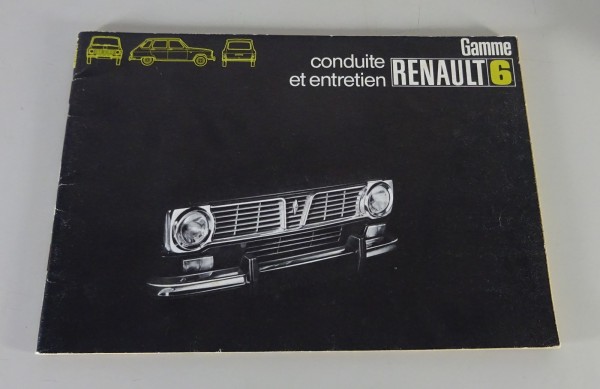 Gamme
conduite
et entretien
RENAULT 6